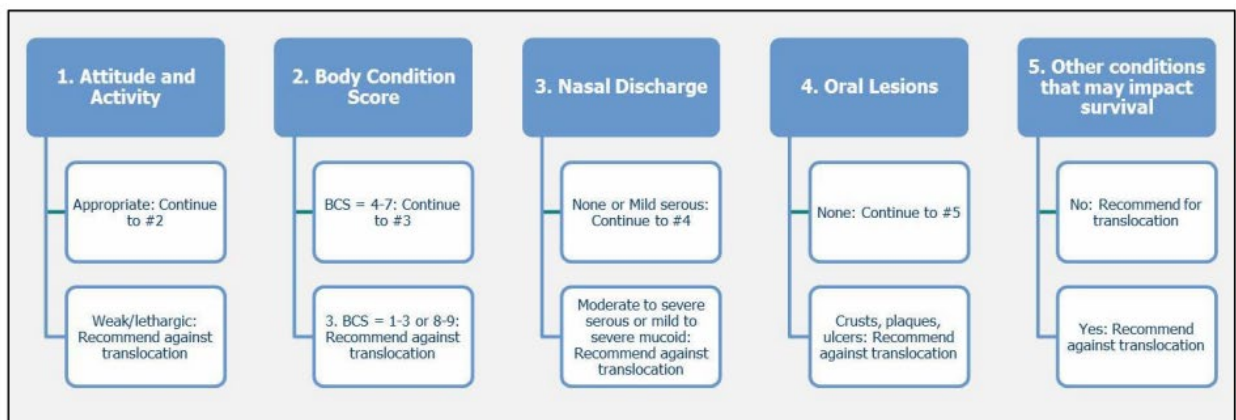 1. Attitude and
Activity
Appropriate: Continue
to #2
Weak/lethargic:
Recommend against
translocation
2. Body Condition
Score
BCS = 4-7: Continue
to #3
3. BCS = 1-3 or 8-9:
Recommend against
translocation
3. Nasal Discharge
None or Mild serous:
Continue to #4
Moderate to severe
serous or mild to
severe mucoid:
Recommend against
translocation
4. Oral Lesions
None: Continue to #5
Crusts, plaques,
ulcers: Recommend
against translocation
5. Other conditions
that may impact
survival
No: Recommend for
translocation
Yes: Recommend
against translocation